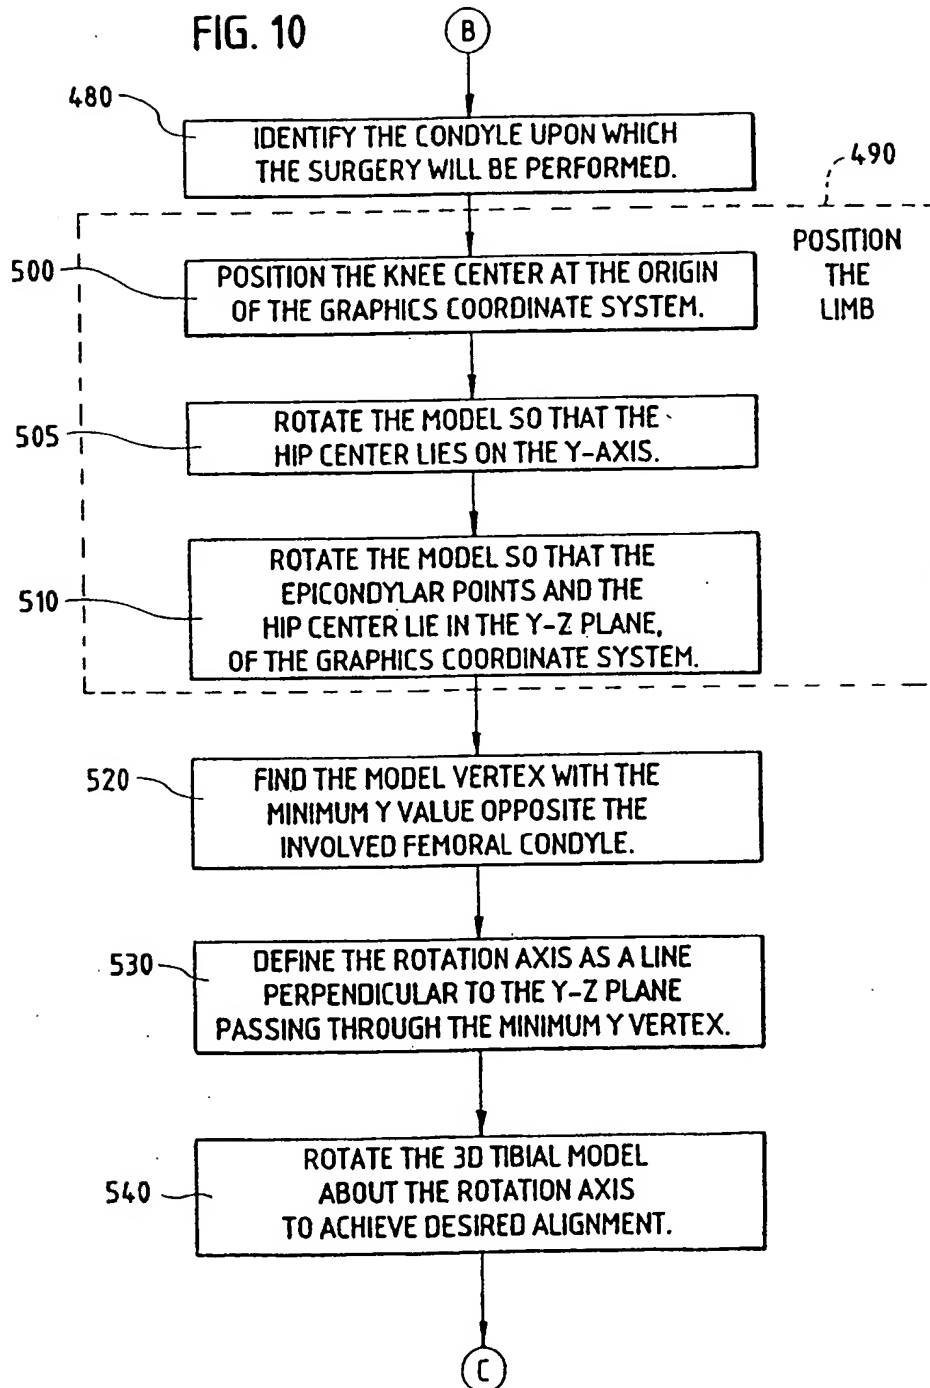 FIG. 10
B
480
IDENTIFY THE CONDYLE UPON WHICH
THE SURGERY WILL BE PERFORMED.
490
POSITION
THE
LIMB
500
POSITION THE KNEE CENTER AT THE ORIGIN
OF THE GRAPHICS COORDINATE SYSTEM.
505
ROTATE THE MODEL SO THAT THE
HIP CENTER LIES ON THE Y-AXIS.
510
ROTATE THE MODEL SO THAT THE
EPICONDYLAR POINTS AND THE
HIP CENTER LIE IN THE Y-Z PLANE,
OF THE GRAPHICS COORDINATE SYSTEM.
520
FIND THE MODEL VERTEX WITH THE
MINIMUM Y VALUE OPPOSITE THE
INVOLVED FEMORAL CONDYLE.
530
DEFINE THE ROTATION AXIS AS A LINE
PERPENDICULAR TO THE Y-Z PLANE
PASSING THROUGH THE MINIMUM Y VERTEX.
540
ROTATE THE 3D TIBIAL MODEL
ABOUT THE ROTATION AXIS
TO ACHIEVE DESIRED ALIGNMENT.
C